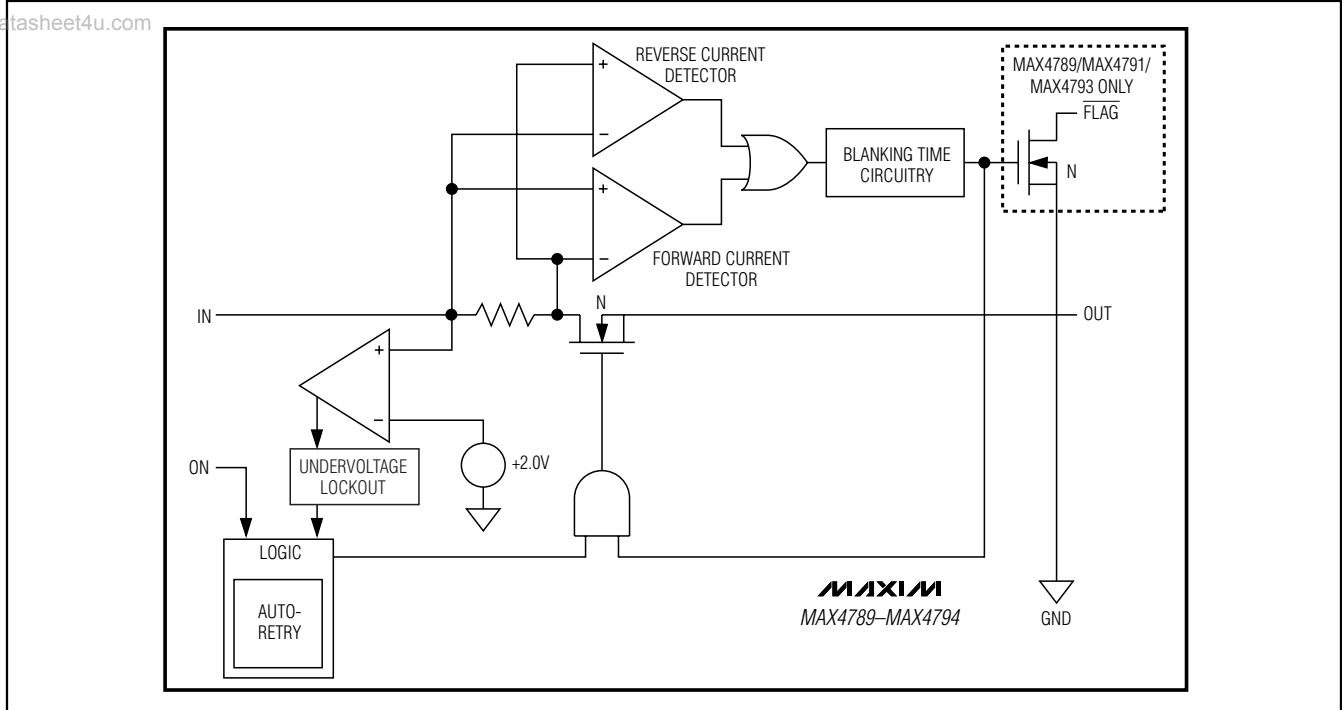 atasheet4u.com
REVERSE CURRENT
DETECTOR
MAX4789/MAX4791/
MAX4793 ONLY
FLAG
+
−
BLANKING TIME
CIRCUITRY
N
+
−
FORWARD CURRENT
DETECTOR
IN
N
OUT
+
−
ON
UNDERVOLTAGE
LOCKOUT
+2.0V
LOGIC
AUTO-
RETRY
MAXIM
MAX4789–MAX4794
GND